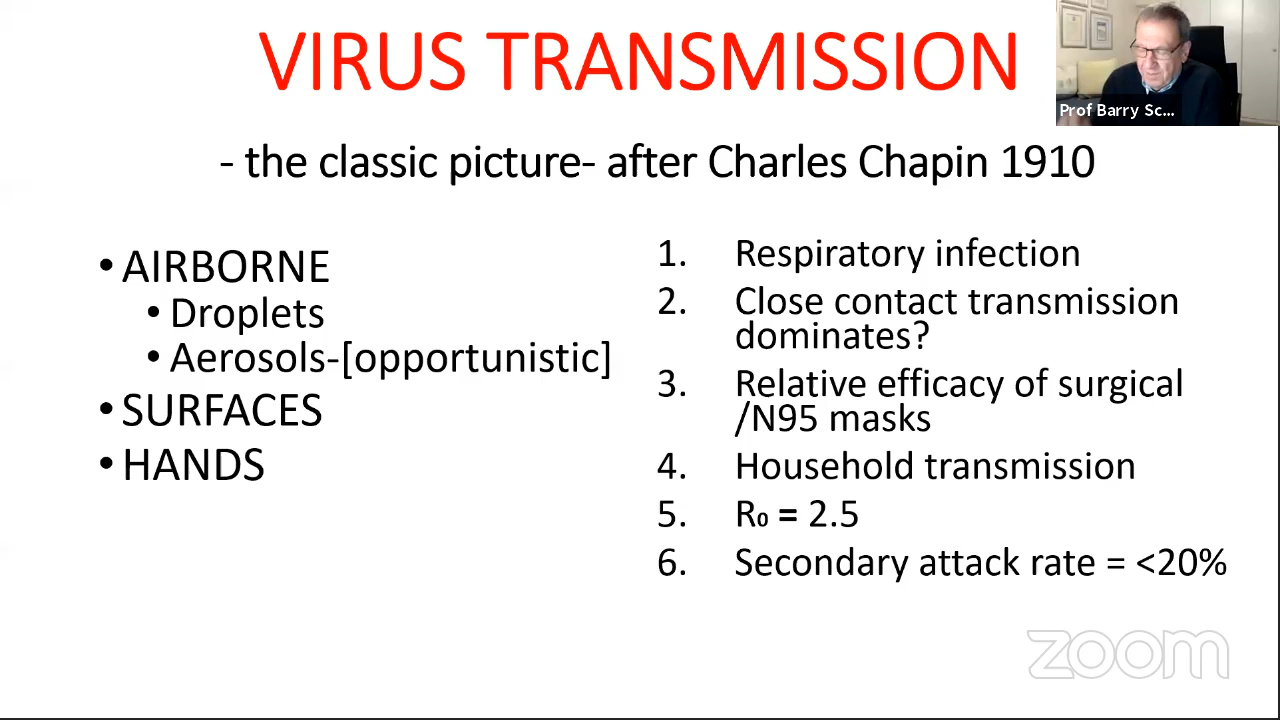 VIRUS TRANSMISSION
Prof Barry Sc...
- the classic picture- after Charles Chapin 1910
• AIRBORNE
• Droplets
• Aerosols-[opportunistic]
• SURFACES
• HANDS
1. Respiratory infection
2. Close contact transmission
dominates?
3. Relative efficacy of surgical
/N95 masks
4. Household transmission
5. R₀ = 2.5
6. Secondary attack rate = <20%
zoom